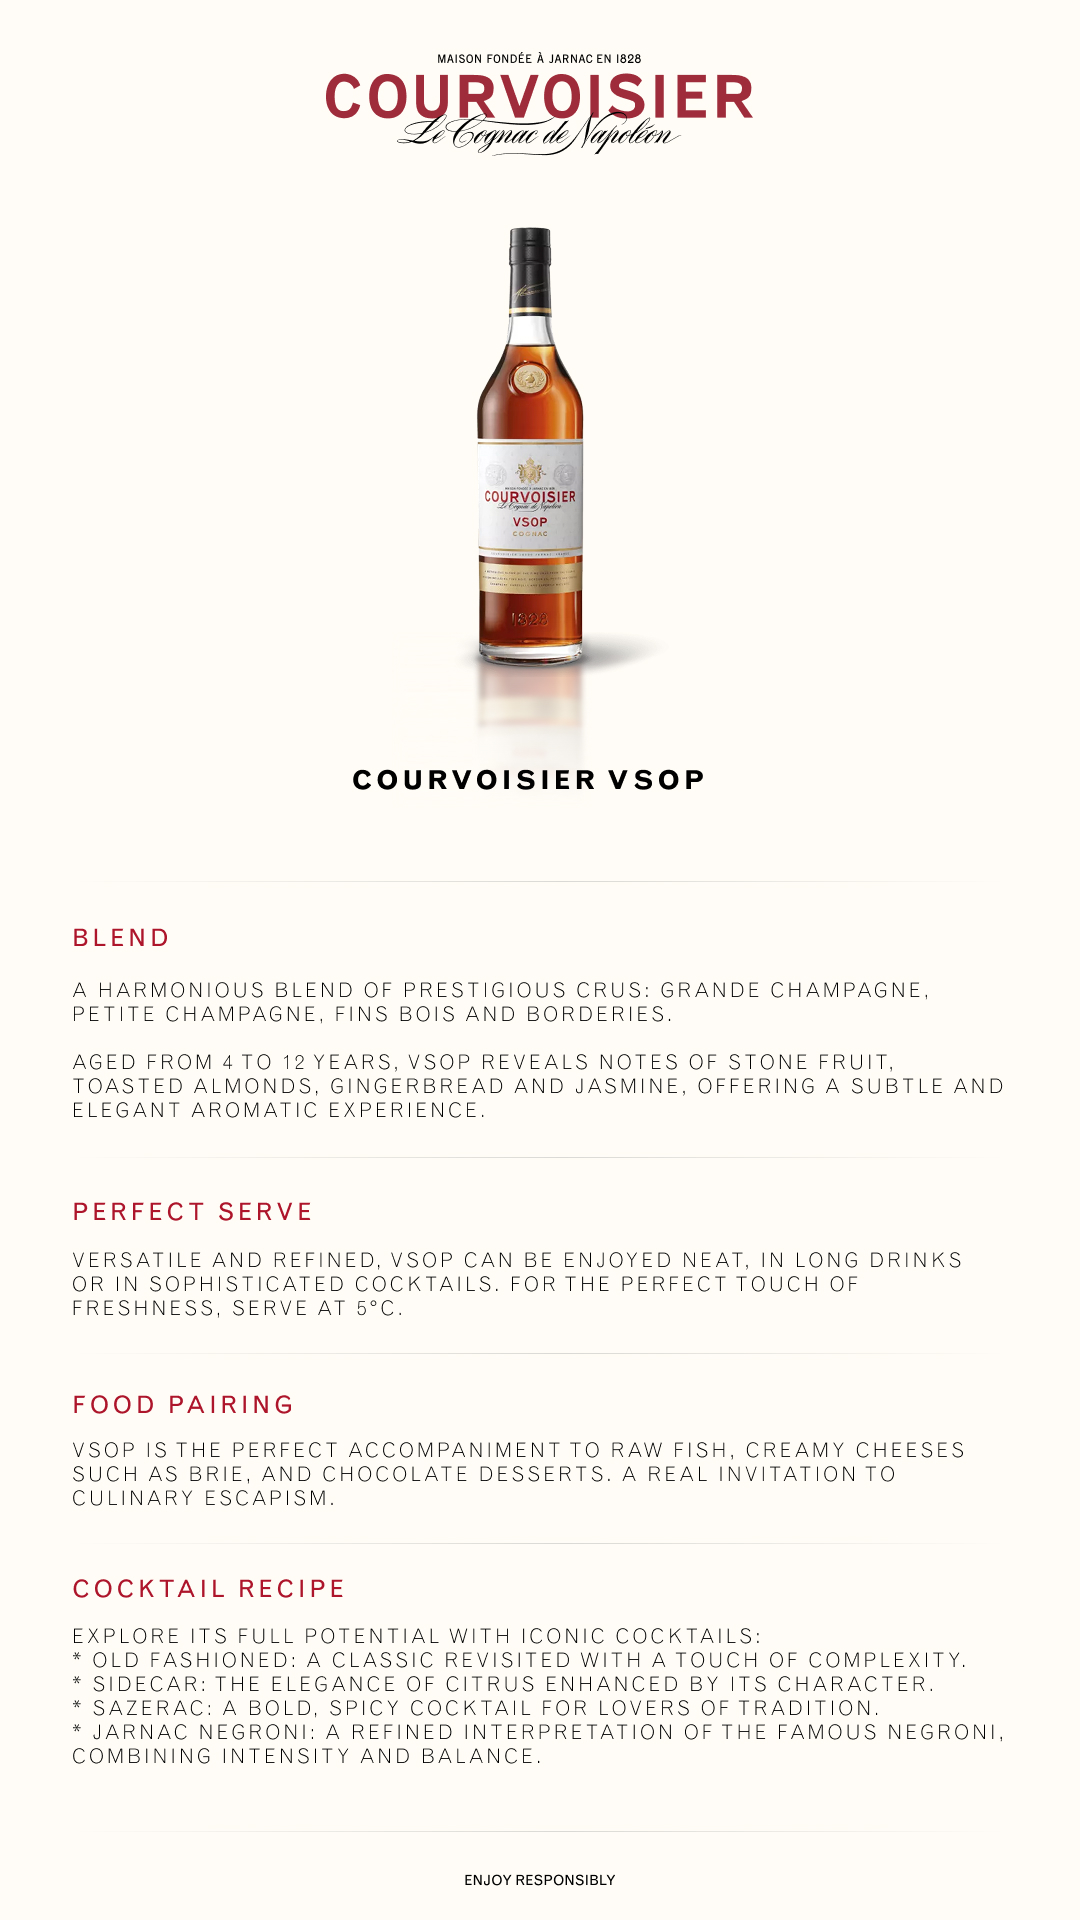 MAISON FONDÉE À JARNAC EN 1828
COURVOISIER
Le Cognac de Napoléon
COURVOISIER
Le Cognac de Napoléon
VSOP
COGNAC
1828
COURVOISIER VSOP
BLEND
A HARMONIOUS BLEND OF PRESTIGIOUS CRUS: GRANDE CHAMPAGNE,
PETITE CHAMPAGNE, FINS BOIS AND BORDERIES.
AGED FROM 4 TO 12 YEARS, VSOP REVEALS NOTES OF STONE FRUIT,
TOASTED ALMONDS, GINGERBREAD AND JASMINE, OFFERING A SUBTLE AND
ELEGANT AROMATIC EXPERIENCE.
PERFECT SERVE
VERSATILE AND REFINED, VSOP CAN BE ENJOYED NEAT, IN LONG DRINKS
OR IN SOPHISTICATED COCKTAILS. FOR THE PERFECT TOUCH OF
FRESHNESS, SERVE AT 5°C.
FOOD PAIRING
VSOP IS THE PERFECT ACCOMPANIMENT TO RAW FISH, CREAMY CHEESES
SUCH AS BRIE, AND CHOCOLATE DESSERTS. A REAL INVITATION TO
CULINARY ESCAPISM.
COCKTAIL RECIPE
EXPLORE ITS FULL POTENTIAL WITH ICONIC COCKTAILS:
* OLD FASHIONED: A CLASSIC REVISITED WITH A TOUCH OF COMPLEXITY.
* SIDECAR: THE ELEGANCE OF CITRUS ENHANCED BY ITS CHARACTER.
* SAZERAC: A BOLD, SPICY COCKTAIL FOR LOVERS OF TRADITION.
* JARNAC NEGRONI: A REFINED INTERPRETATION OF THE FAMOUS NEGRONI,
COMBINING INTENSITY AND BALANCE.
ENJOY RESPONSIBLY